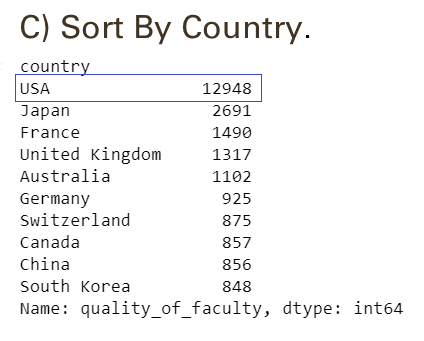 C) Sort By Country.
country
USA 12948
Japan 2691
France 1490
United Kingdom 1317
Australia 1102
Germany 925
Switzerland 875
Canada 857
China 856
South Korea 848
Name: quality_of_faculty, dtype: int64